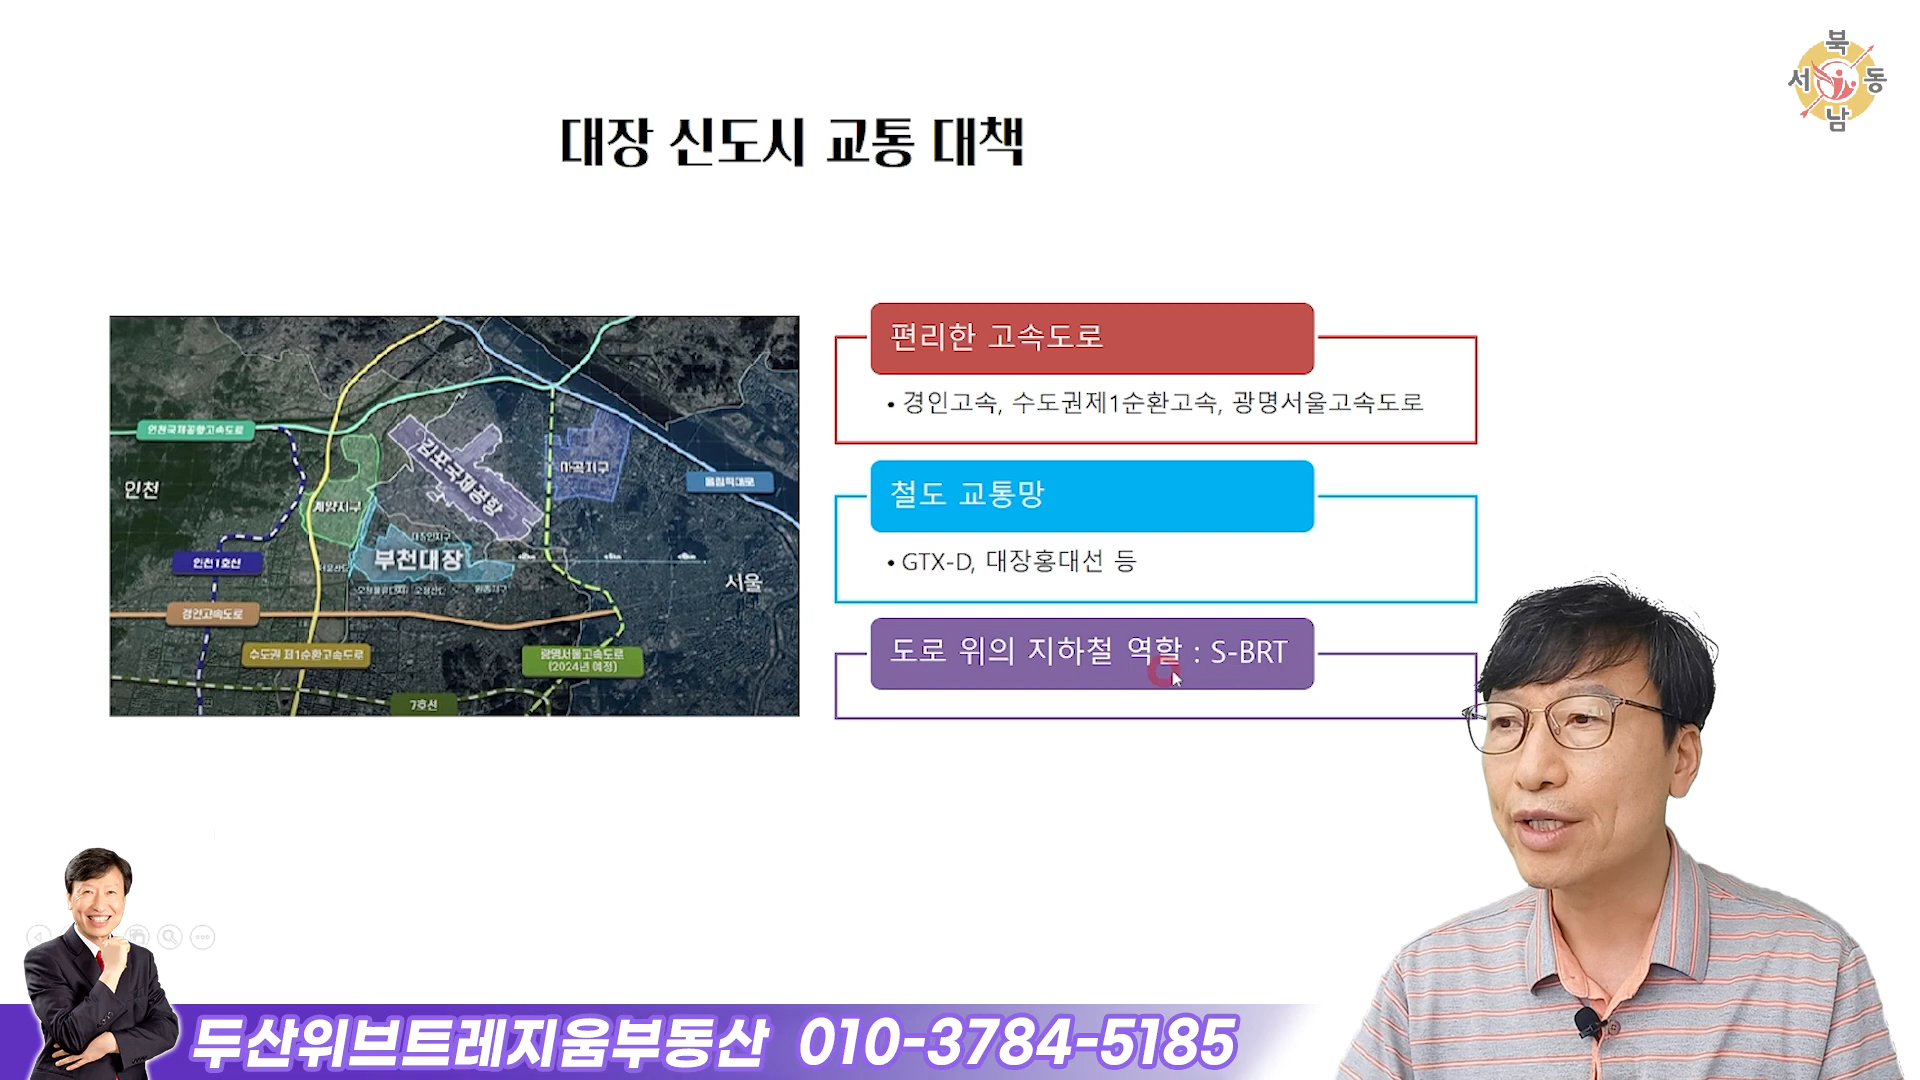 북
서 동
남
대장 신도시 교통 대책
편리한 고속도로
• 경인고속, 수도권제1순환고속, 광명서울고속도로
철도 교통망
• GTX-D, 대장홍대선 등
도로 위의 지하철 역할 : S-BRT
인천국제공항고속도로
인천
계양지구
김포국제공항
마곡지구
올림픽대로
부천대장
서울
인천1호선
경인고속도로
수도권 제1순환고속도로
광명서울고속도로
(2024년 예정)
7호선
두산위브트레지움부동산 010-3784-5185